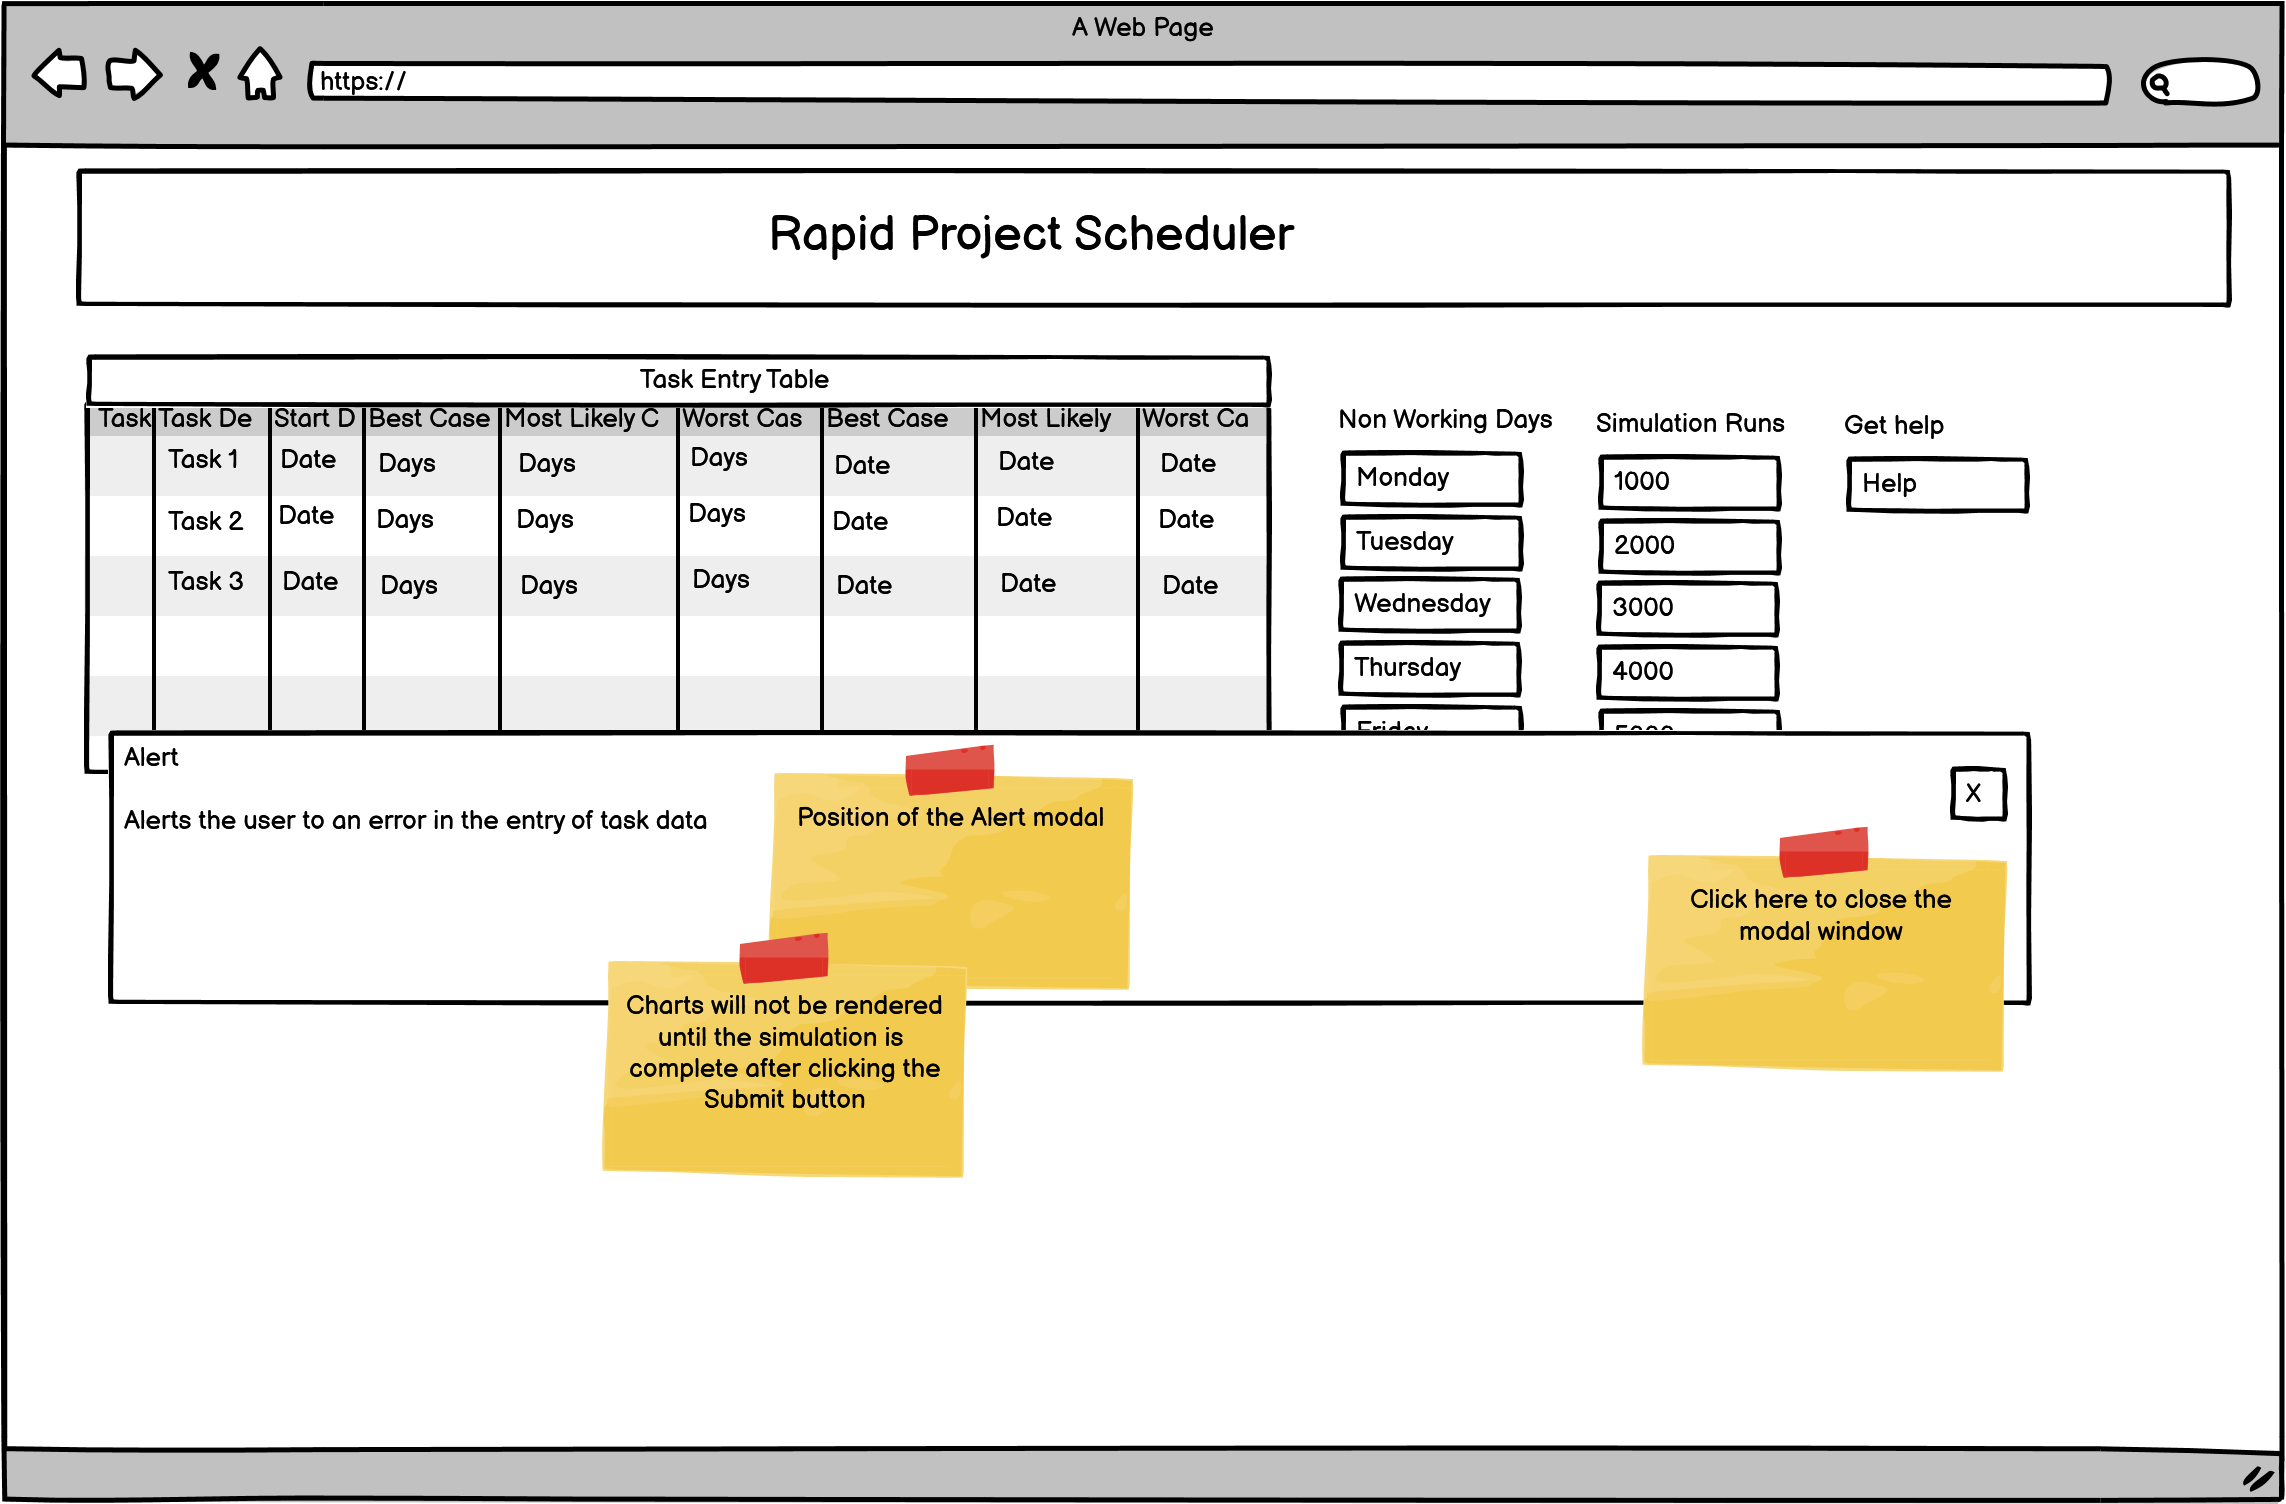 A Web Page
https://
Rapid Project Scheduler
Task Entry Table
Task Task De Start D Best Case Most Likely C Worst Cas Best Case Most Likely Worst Ca
Task 1 Date Days Days Days Date Date Date
Task 2 Date Days Days Days Date Date Date
Task 3 Date Days Days Days Date Date Date
Non Working Days
Monday
Tuesday
Wednesday
Thursday
Friday
Simulation Runs
1000
2000
3000
4000
5000
Get help
Help
Alert
X
Alerts the user to an error in the entry of task data
Position of the Alert modal
Click here to close the
modal window
Charts will not be rendered
until the simulation is
complete after clicking the
Submit button